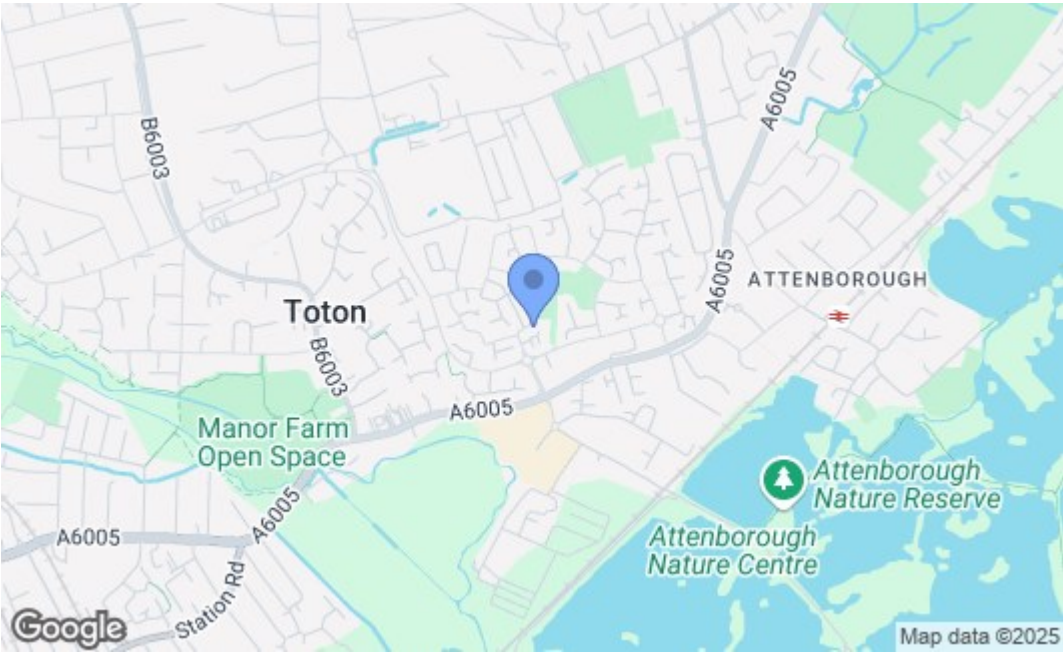 B6003
A6005
ATTENBOROUGH
A6005
Toton
B6003
A6005
Manor Farm
Open Space
Attenborough
Nature Reserve
A6005
A6005
Attenborough
Nature Centre
Station Rd
Google
Map data ©2025